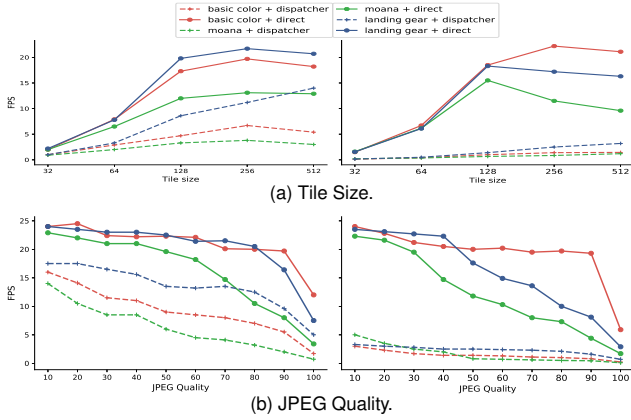 basic color + dispatcher
basic color + direct
moana + dispatcher
moana + direct
landing gear + dispatcher
landing gear + direct
FPS
20
15
10
5
0
32 64 128 256 512
Tile size
32 64 128 256 512
Tile size
(a) Tile Size.
FPS
25
20
15
10
5
0
10 20 30 40 50 60 70 80 90 100
JPEG Quality
10 20 30 40 50 60 70 80 90 100
JPEG Quality
(b) JPEG Quality.